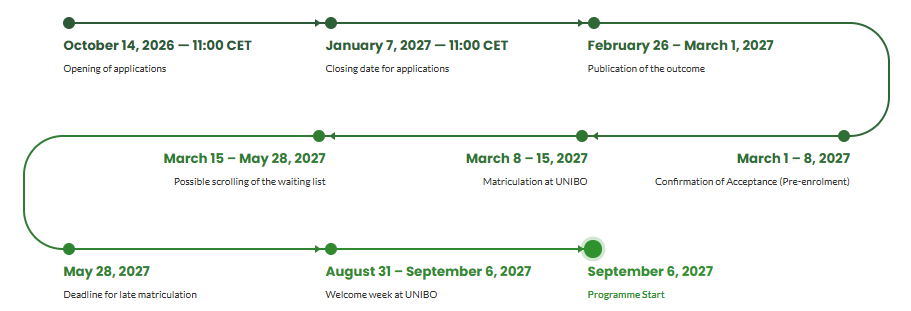 October 14, 2026 — 11:00 CET
Opening of applications
January 7, 2027 — 11:00 CET
Closing date for applications
February 26 – March 1, 2027
Publication of the outcome
March 1 – 8, 2027
Confirmation of Acceptance (Pre-enrolment)
March 8 – 15, 2027
Matriculation at UNIBO
March 15 – May 28, 2027
Possible scrolling of the waiting list
May 28, 2027
Deadline for late matriculation
August 31 – September 6, 2027
Welcome week at UNIBO
September 6, 2027
Programme Start